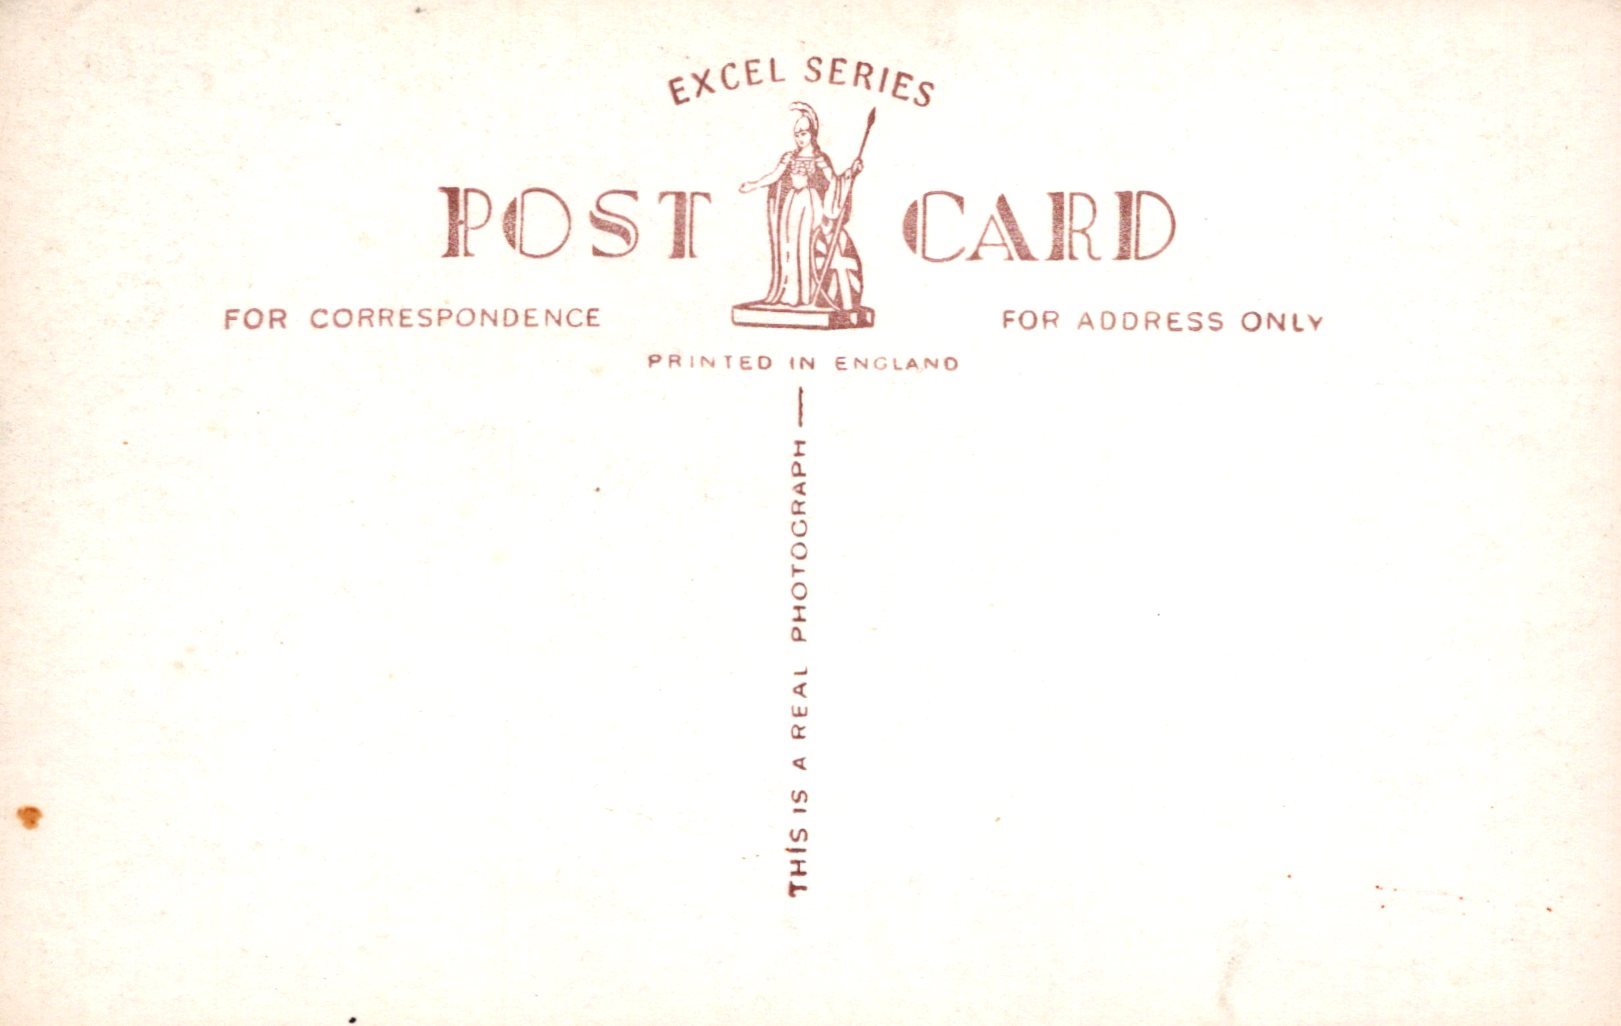 EXCEL SERIES
POST CARD
FOR CORRESPONDENCE
FOR ADDRESS ONLY
PRINTED IN ENGLAND
THIS IS A REAL PHOTOGRAPH